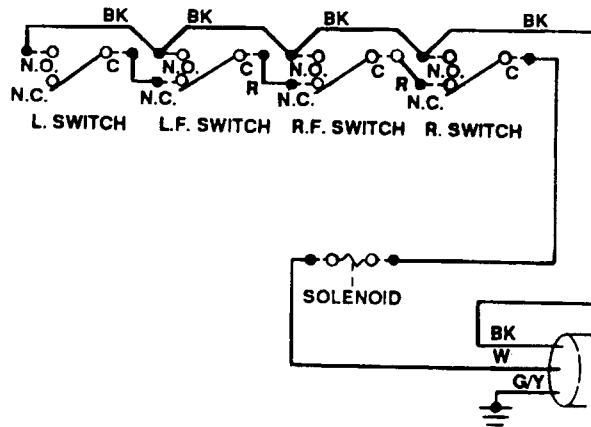 BK BK BK BK
N.O. C N.O. C N.O. C N.O. C
N.C. N.C. R N.C. R N.C.
L. SWITCH L.F. SWITCH R.F. SWITCH R. SWITCH
SOLENOID
BK
W
G/Y